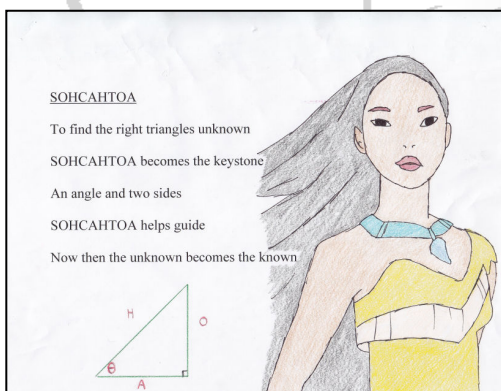 SOHCAHTOA
To find the right triangles unknown
SOHCAHTOA becomes the keystone
An angle and two sides
SOHCAHTOA helps guide
Now then the unknown becomes the known
H
O
θ
A